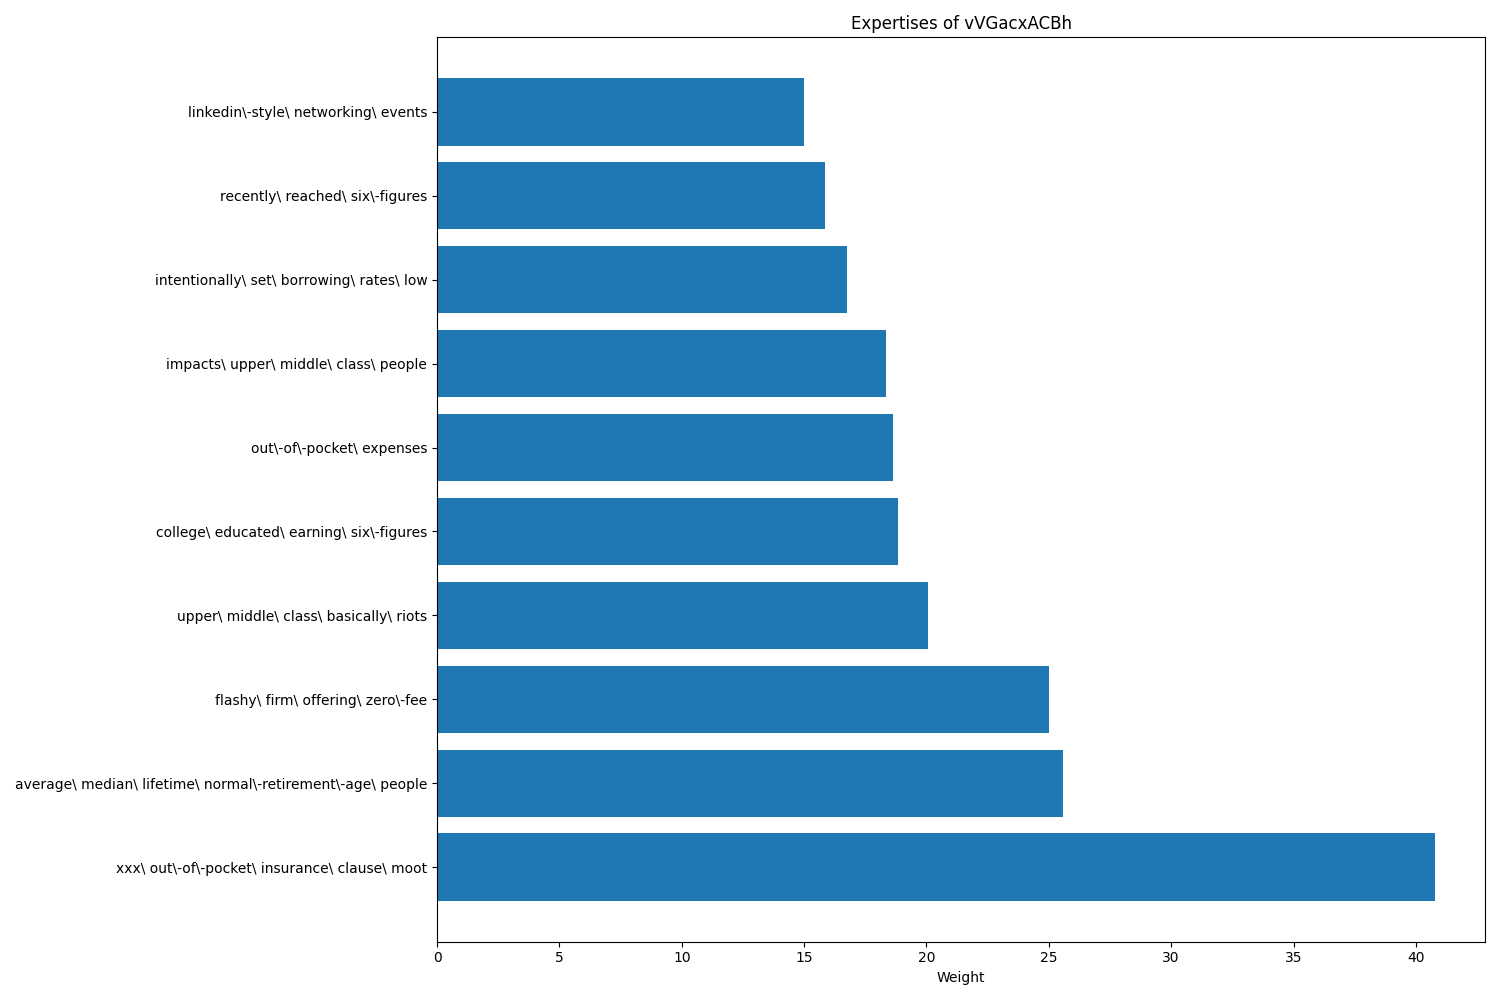 Expertises of vVGacxACBh
linkedin\-style\ networking\ events
recently\ reached\ six\-figures
intentionally\ set\ borrowing\ rates\ low
impacts\ upper\ middle\ class\ people
out\-of\-pocket\ expenses
college\ educated\ earning\ six\-figures
upper\ middle\ class\ basically\ riots
flashy\ firm\ offering\ zero\-fee
average\ median\ lifetime\ normal\-retirement\-age\ people
xxx\ out\-of\-pocket\ insurance\ clause\ moot
0 5 10 15 20 25 30 35 40
Weight